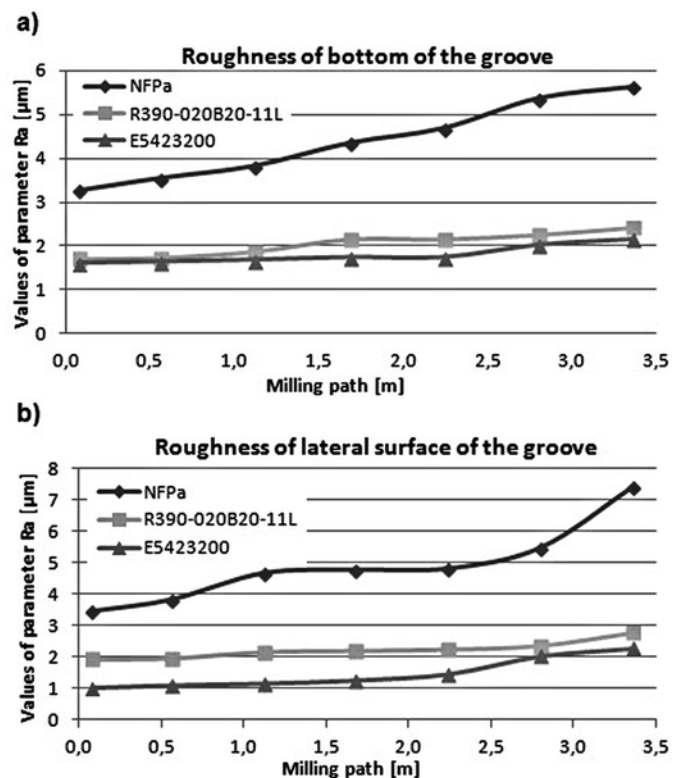 a)
Roughness of bottom of the groove
Values of parameter Ra [µm]
6
5
4
3
2
1
0
NFPa
R390-020B20-11L
E5423200
0,0 0,5 1,0 1,5 2,0 2,5 3,0 3,5
Milling path [m]
b)
Roughness of lateral surface of the groove
Values of parameter Ra [µm]
8
7
6
5
4
3
2
1
0
NFPa
R390-020B20-11L
E5423200
0,0 0,5 1,0 1,5 2,0 2,5 3,0 3,5
Milling path [m]